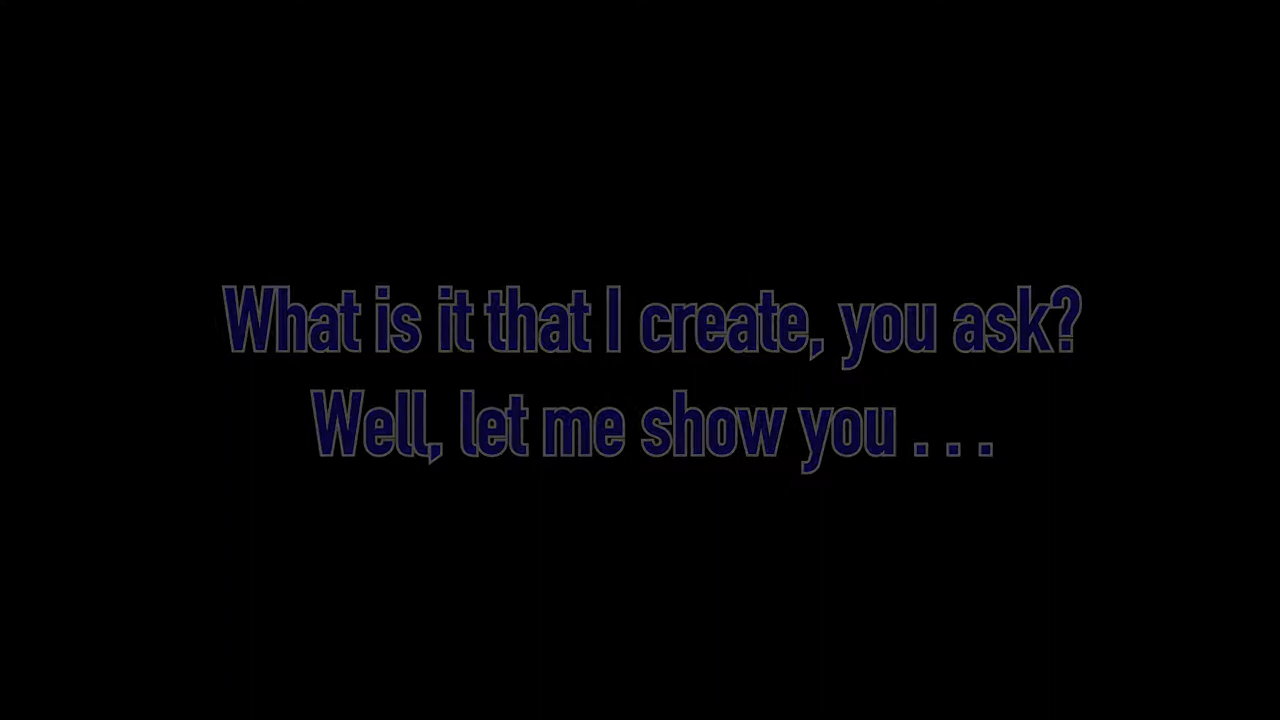 What is it that I create, you ask?
Well, let me show you . . .